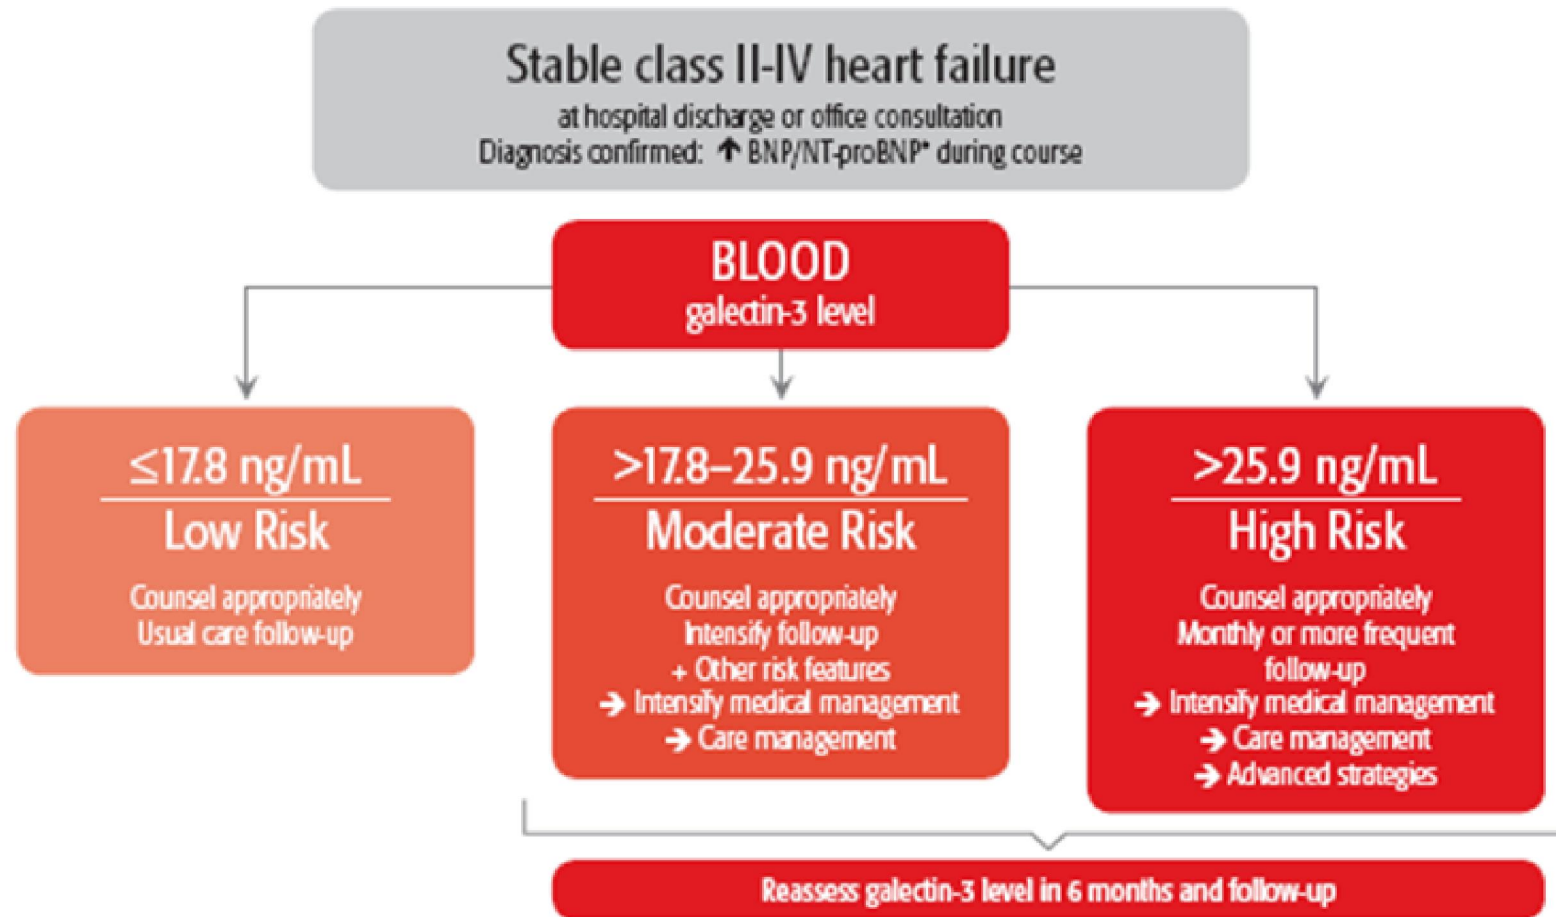 Stable class II-IV heart failure
at hospital discharge or office consultation
Diagnosis confirmed: ↑ BNP/NT-proBNP* during course
BLOOD
galectin-3 level
≤17.8 ng/mL
Low Risk
Counsel appropriately
Usual care follow-up
>17.8–25.9 ng/mL
Moderate Risk
Counsel appropriately
Intensify follow-up
+ Other risk features
→ Intensify medical management
→ Care management
>25.9 ng/mL
High Risk
Counsel appropriately
Monthly or more frequent
follow-up
→ Intensify medical management
→ Care management
→ Advanced strategies
Reassess galectin-3 level in 6 months and follow-up